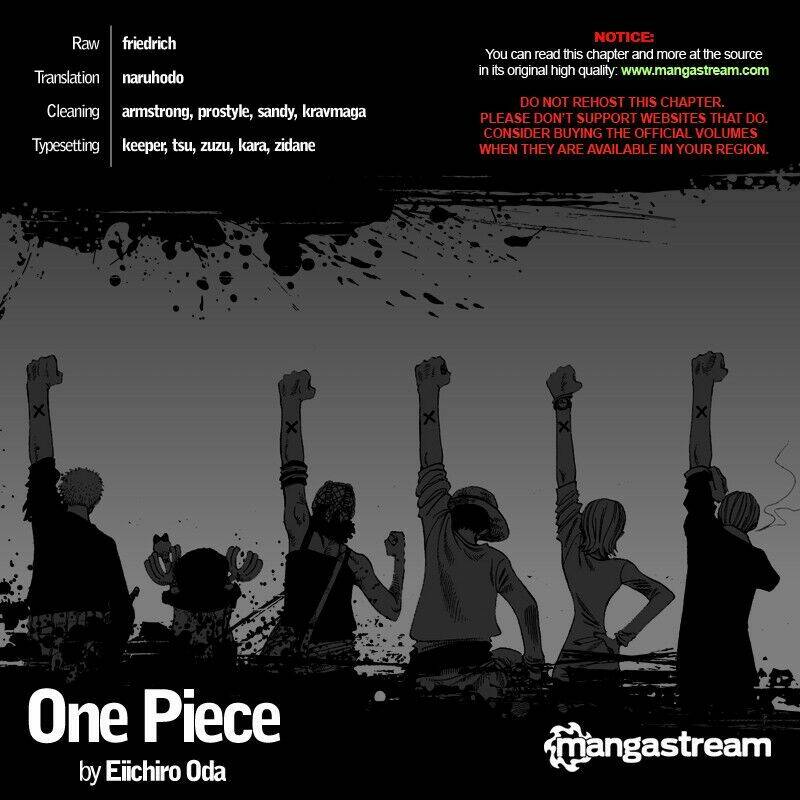 Raw friedrich
Translation naruhodo
Cleaning armstrong, prostyle, sandy, kravmaga
Typesetting keeper, tsu, zuzu, kara, zidane
NOTICE:
You can read this chapter and more at the source
in its original high quality: www.mangastream.com
DO NOT REHOST THIS CHAPTER.
PLEASE DON'T SUPPORT WEBSITES THAT DO.
CONSIDER BUYING THE OFFICIAL VOLUMES
WHEN THEY ARE AVAILABLE IN YOUR REGION.
One Piece
by Eiichiro Oda
mangastream